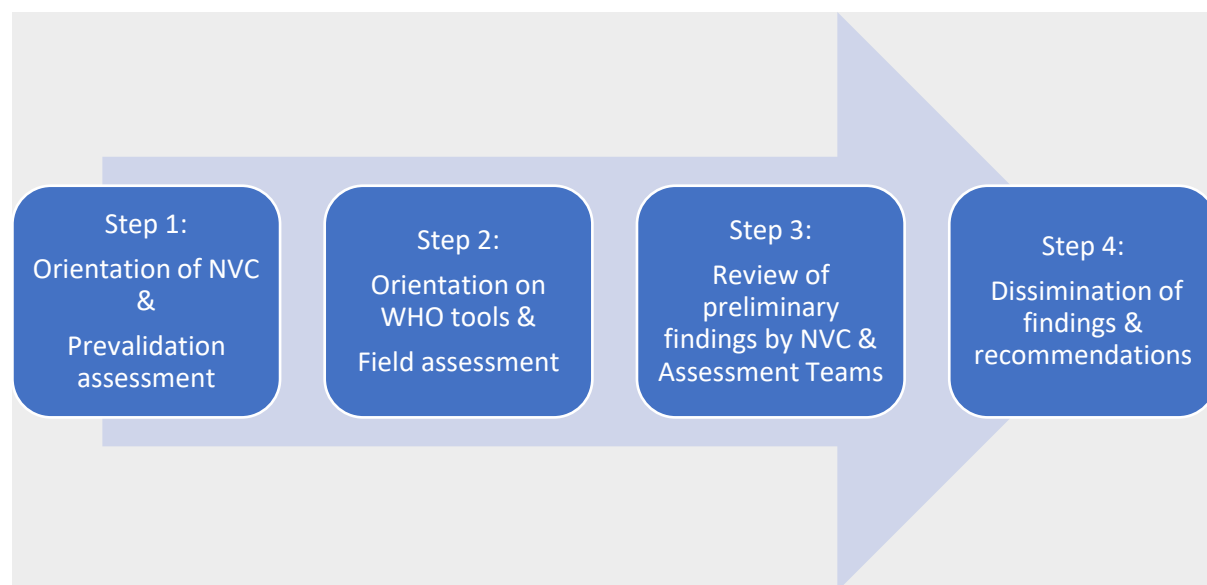 Step 1:
Orientation of NVC
&
Prevalidation
assessment
Step 2:
Orientation on
WHO tools &
Field assessment
Step 3:
Review of
preliminary
findings by NVC &
Assessment Teams
Step 4:
Dissimination of
findings &
recommendations